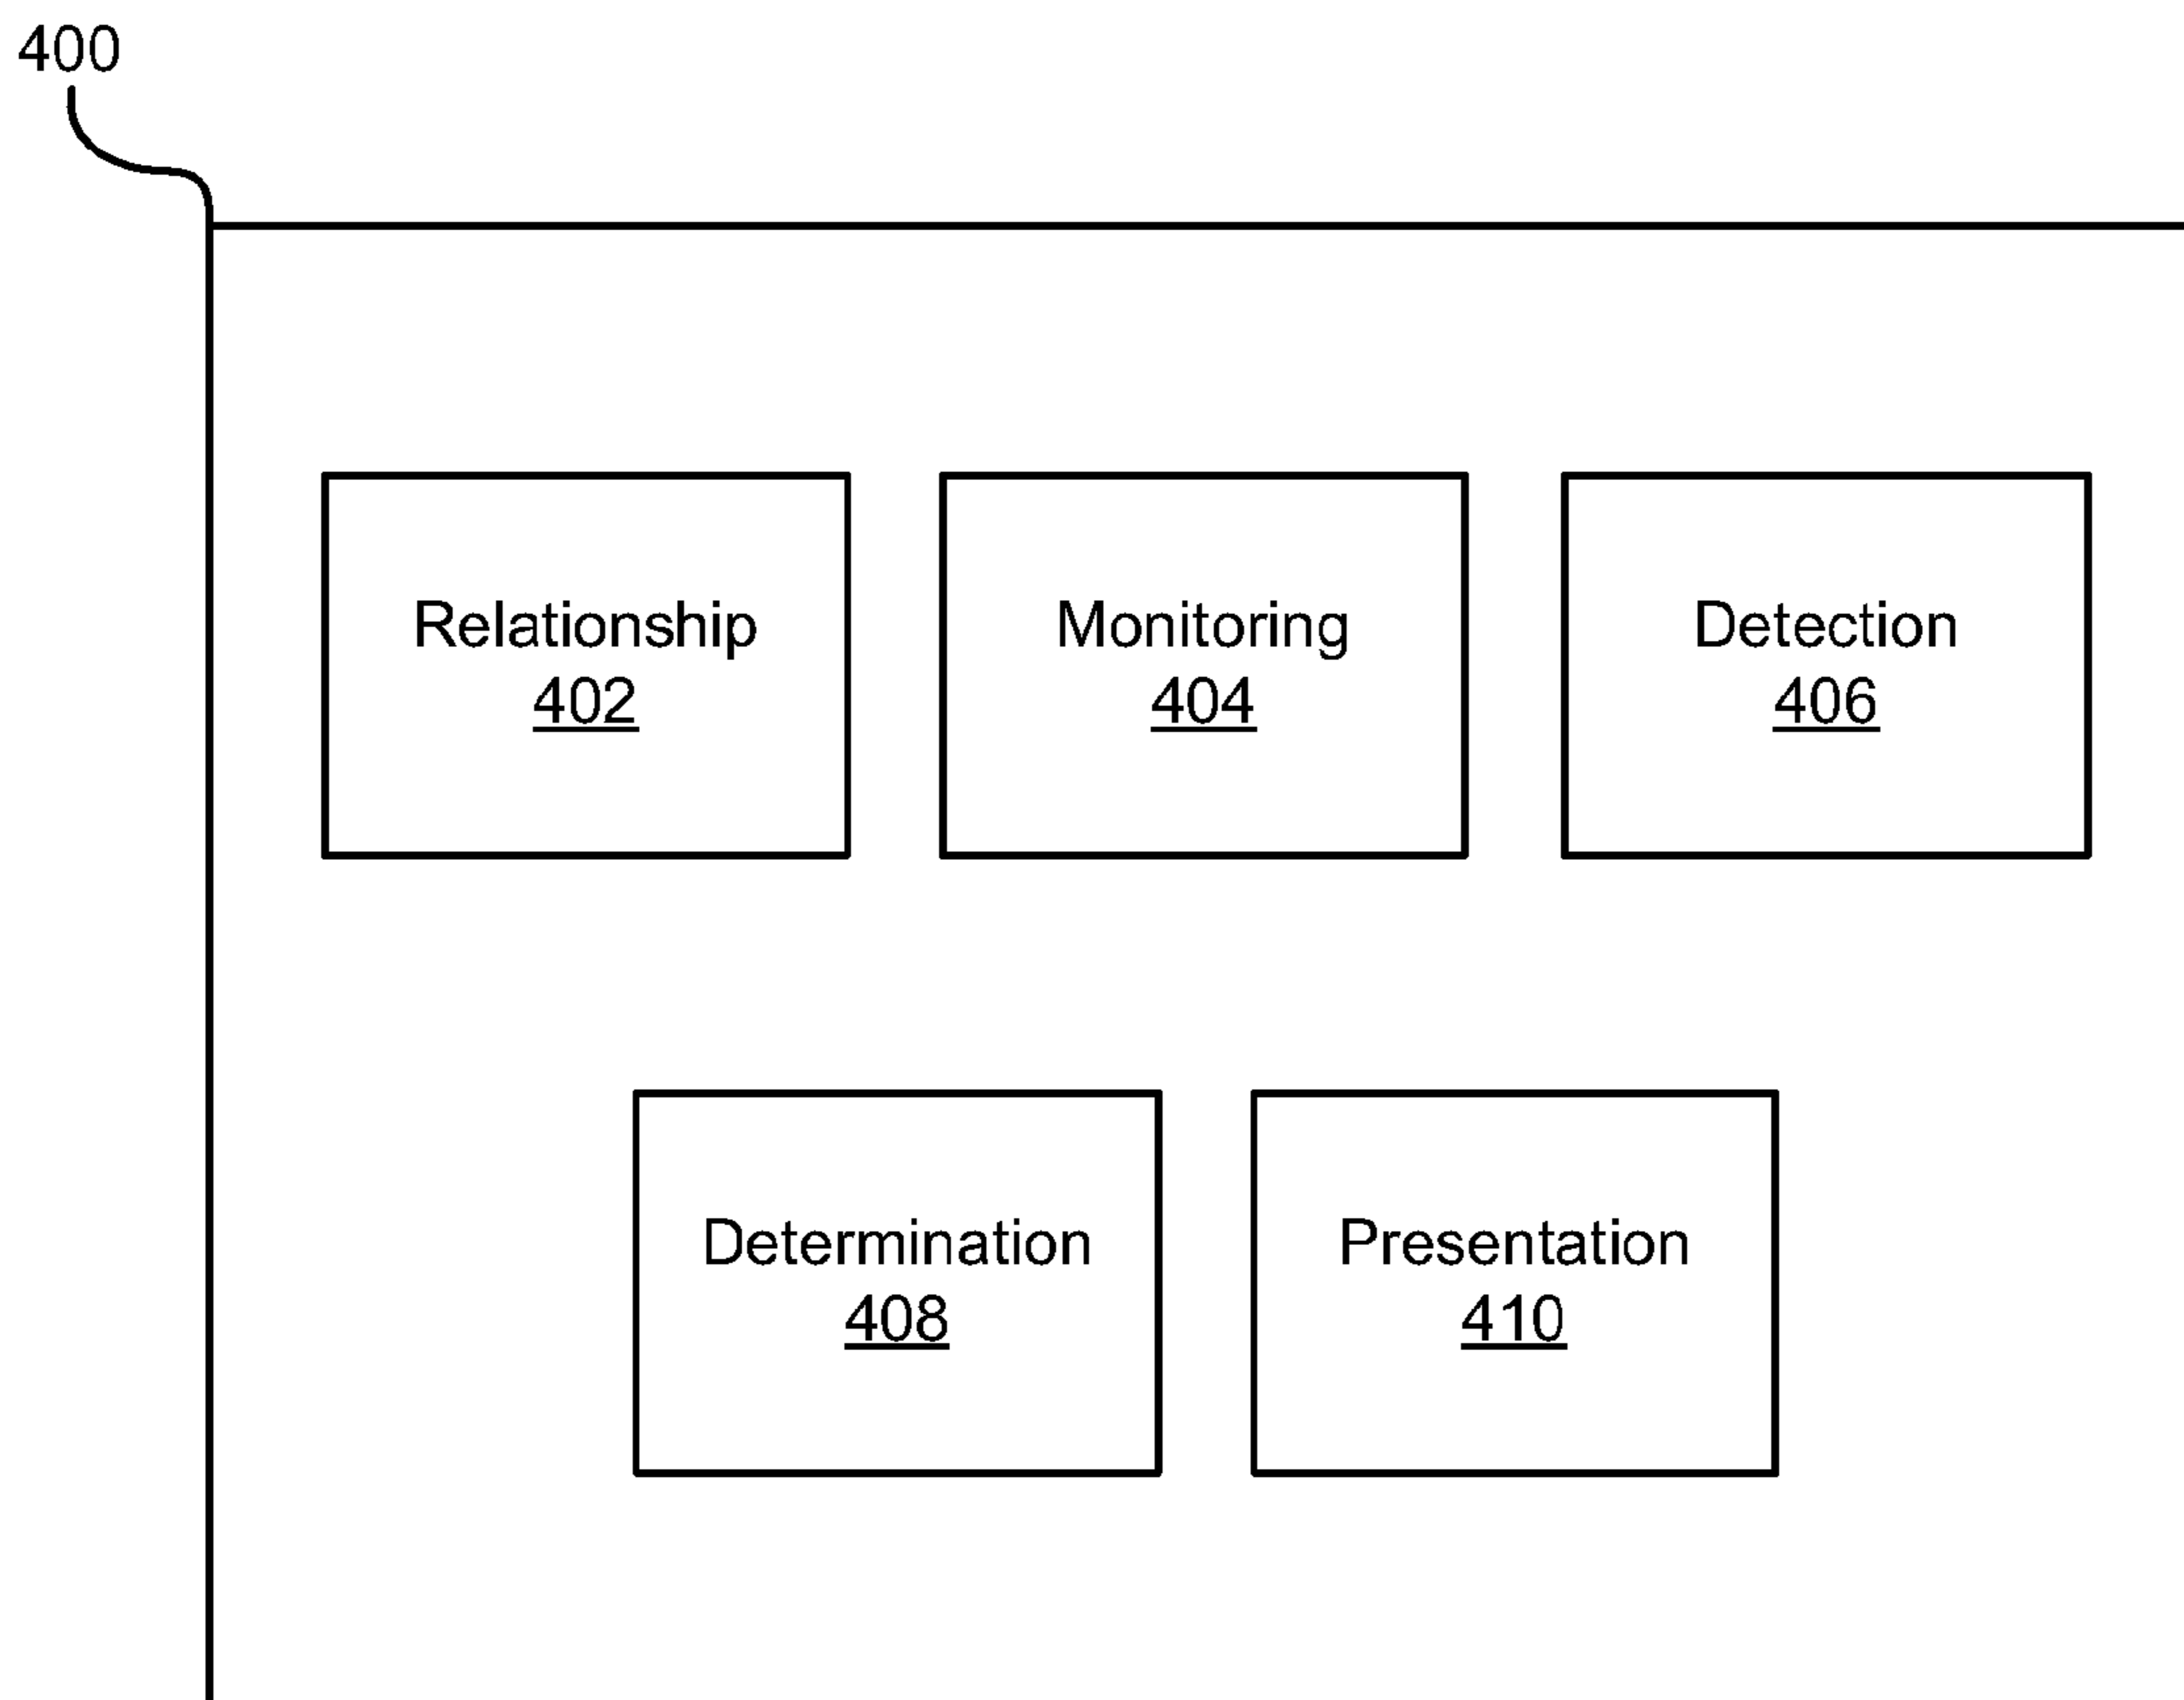 400
Relationship
402
Monitoring
404
Detection
406
Determination
408
Presentation
410